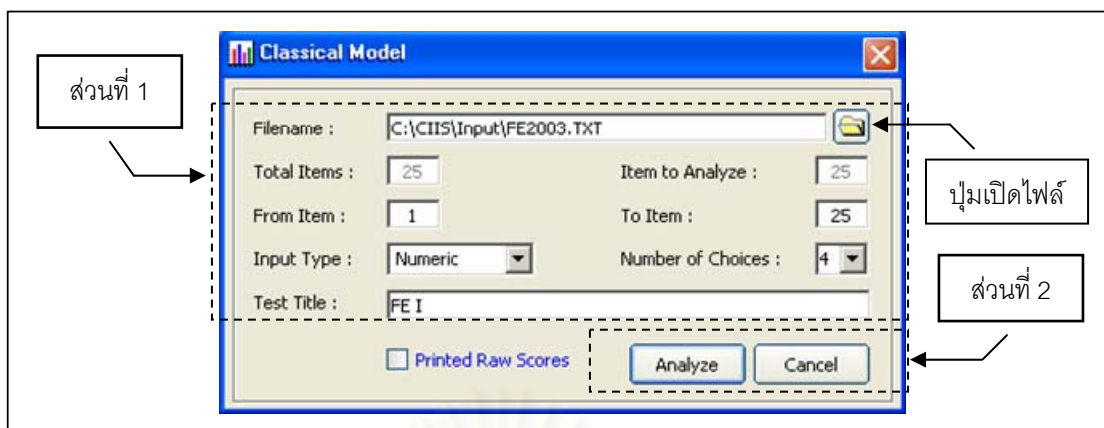 Classical Model
ส่วนที่ 1
Filename : C:\CIIS\Input\FE2003.TXT
ปุ่มเปิดไฟล์
Total Items : 25 Item to Analyze : 25
From Item : 1 To Item : 25
Input Type : Numeric Number of Choices : 4
ส่วนที่ 2
Test Title : FE I
Printed Raw Scores Analyze Cancel